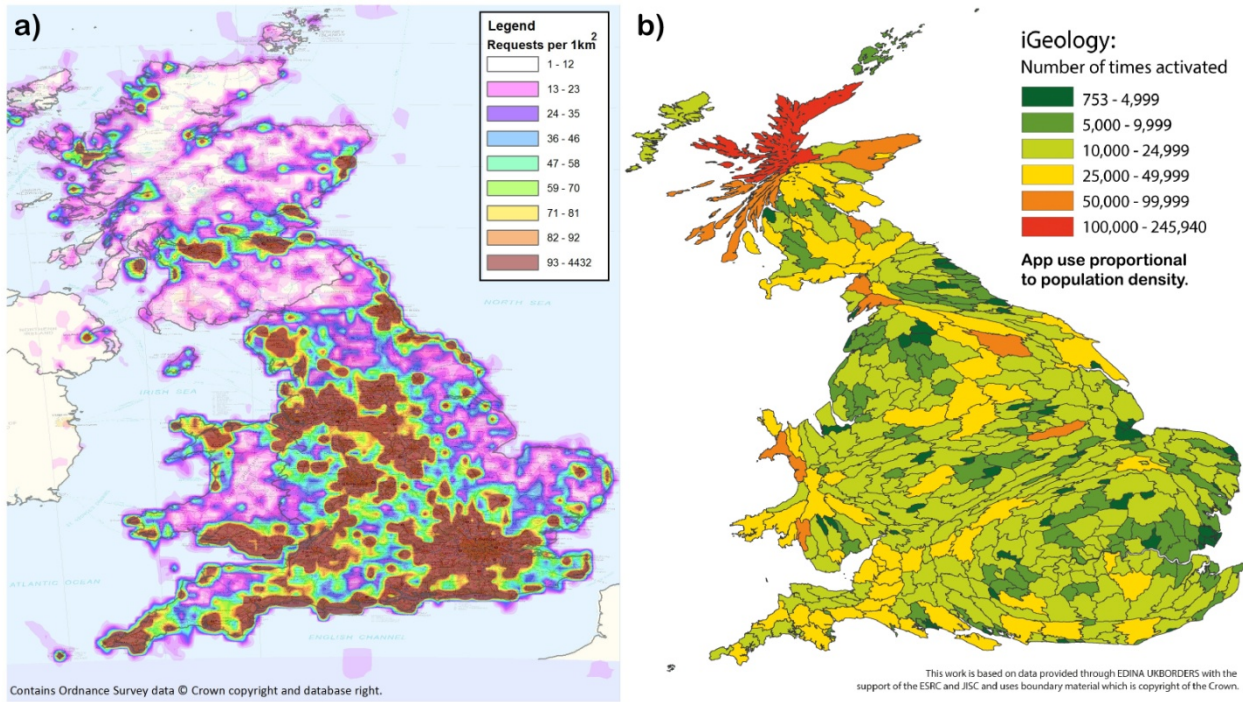 a)
Legend
Requests per 1km²
1 - 12
13 - 23
24 - 35
36 - 46
47 - 58
59 - 70
71 - 81
82 - 92
93 - 4432
NORTH SEA
IRISH SEA
ATLANTIC OCEAN
ENGLISH CHANNEL
Contains Ordnance Survey data © Crown copyright and database right.
b)
iGeology:
Number of times activated
753 - 4,999
5,000 - 9,999
10,000 - 24,999
25,000 - 49,999
50,000 - 99,999
100,000 - 245,940
App use proportional
to population density.
This work is based on data provided through EDINA UKBORDERS with the
support of the ESRC and JISC and uses boundary material which is copyright of the Crown.